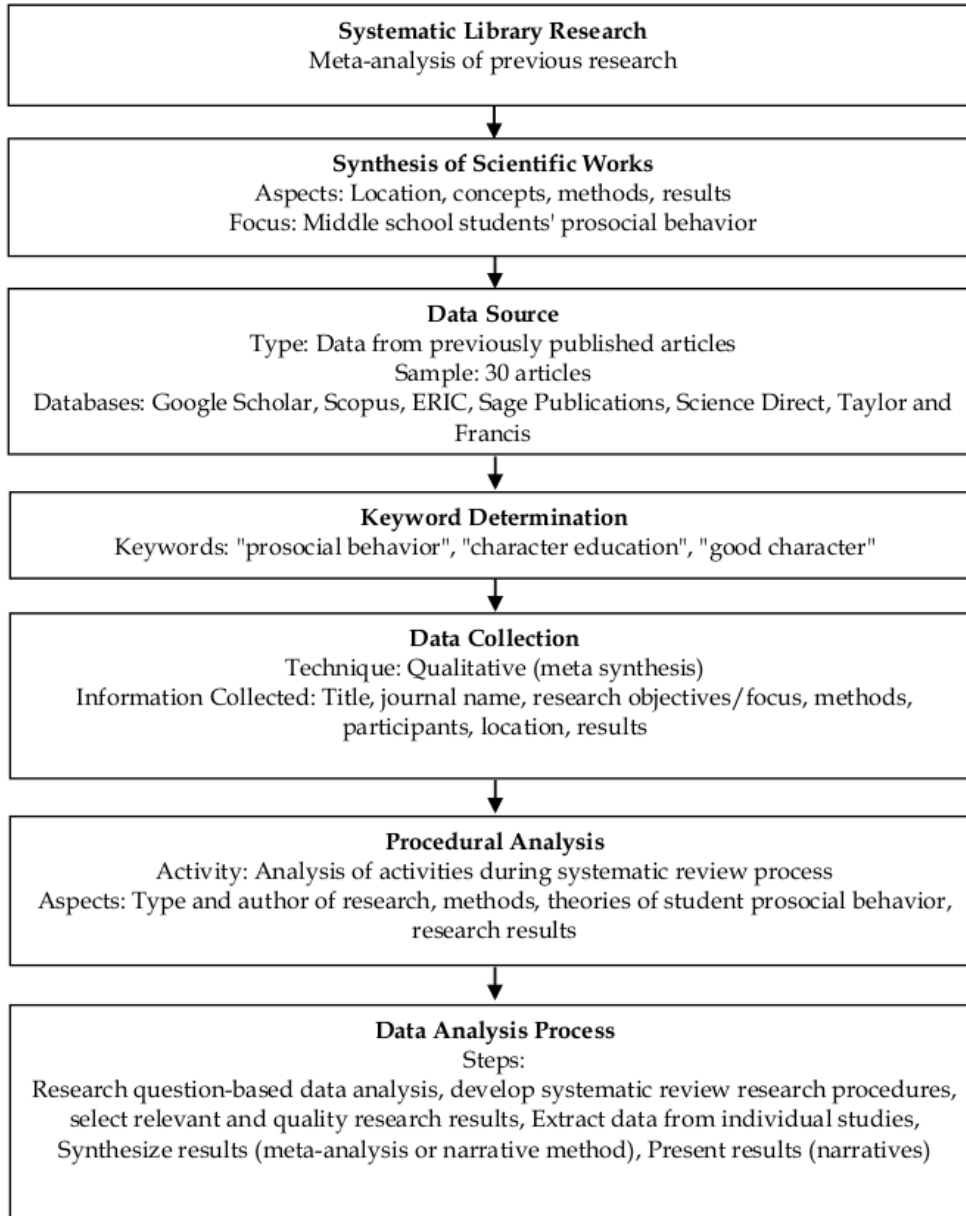 Systematic Library Research
Meta-analysis of previous research
Synthesis of Scientific Works
Aspects: Location, concepts, methods, results
Focus: Middle school students' prosocial behavior
Data Source
Type: Data from previously published articles
Sample: 30 articles
Databases: Google Scholar, Scopus, ERIC, Sage Publications, Science Direct, Taylor and
Francis
Keyword Determination
Keywords: "prosocial behavior", "character education", "good character"
Data Collection
Technique: Qualitative (meta synthesis)
Information Collected: Title, journal name, research objectives/focus, methods,
participants, location, results
Procedural Analysis
Activity: Analysis of activities during systematic review process
Aspects: Type and author of research, methods, theories of student prosocial behavior,
research results
Data Analysis Process
Steps:
Research question-based data analysis, develop systematic review research procedures,
select relevant and quality research results, Extract data from individual studies,
Synthesize results (meta-analysis or narrative method), Present results (narratives)